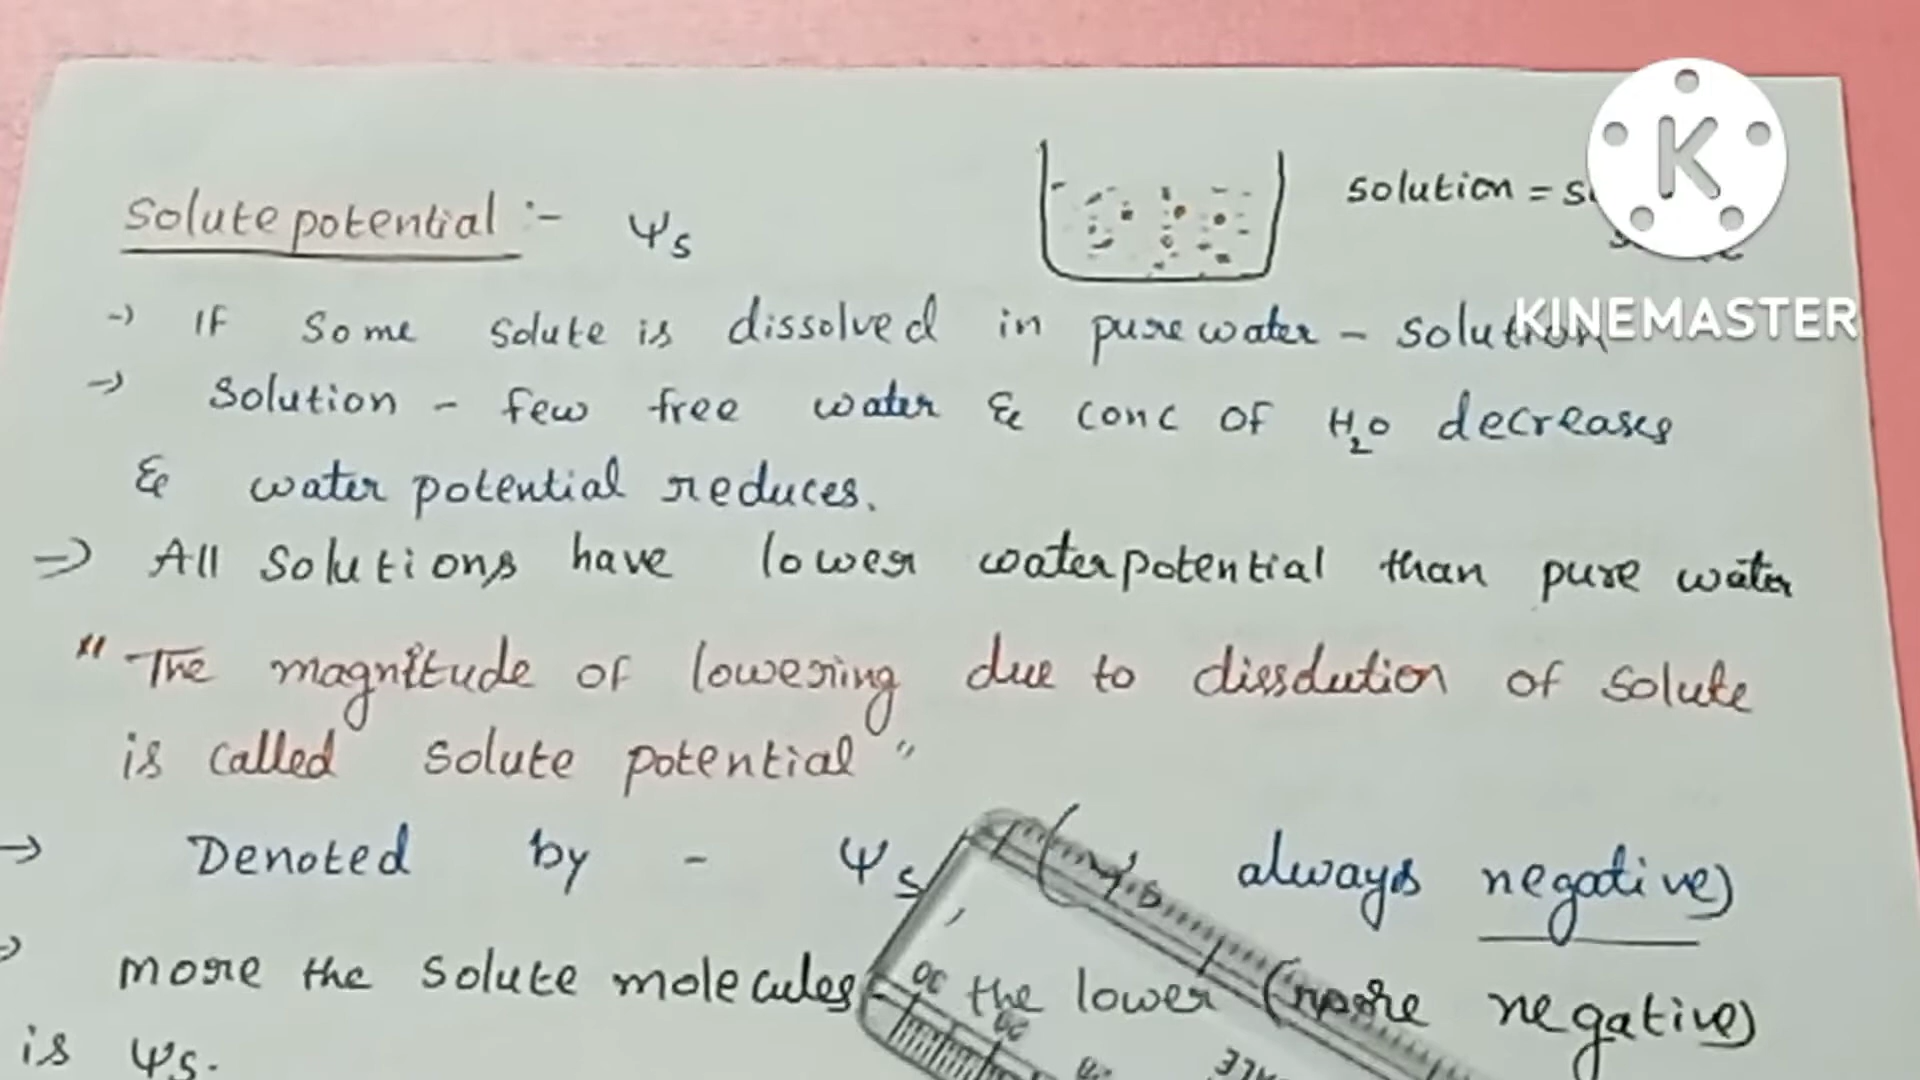 Solute potential :- Ψs
solution = s
→ If some solute is dissolved in pure water - solution
→ solution - few free water & conc of H₂O decreases
& water potential reduces.
⇒ All solutions have lower water potential than pure water
"The magnitude of lowering due to dissdution of solute
is called solute potential"
→ Denoted by - Ψs ( always negative)
→ more the solute molecules - the lower (more negative)
is Ψs.
K
KINEMASTER
30